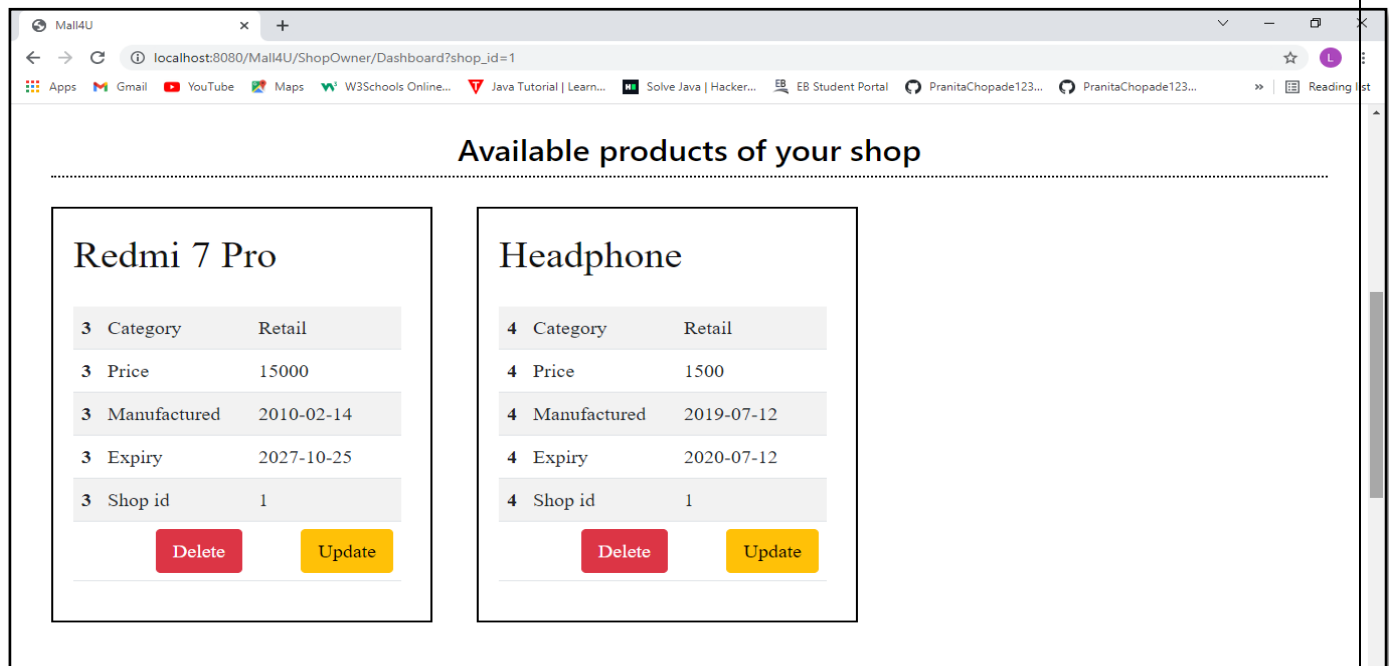 Mall4U
localhost:8080/Mall4U/ShopOwner/Dashboard?shop_id=1
Apps Gmail YouTube Maps W3Schools Online... Java Tutorial | Learn... Solve Java | Hacker... EB Student Portal PranitaChopade123... PranitaChopade123... » Reading list
Available products of your shop
Redmi 7 Pro
3 Category Retail
3 Price 15000
3 Manufactured 2010-02-14
3 Expiry 2027-10-25
3 Shop id 1
Delete Update
Headphone
4 Category Retail
4 Price 1500
4 Manufactured 2019-07-12
4 Expiry 2020-07-12
4 Shop id 1
Delete Update